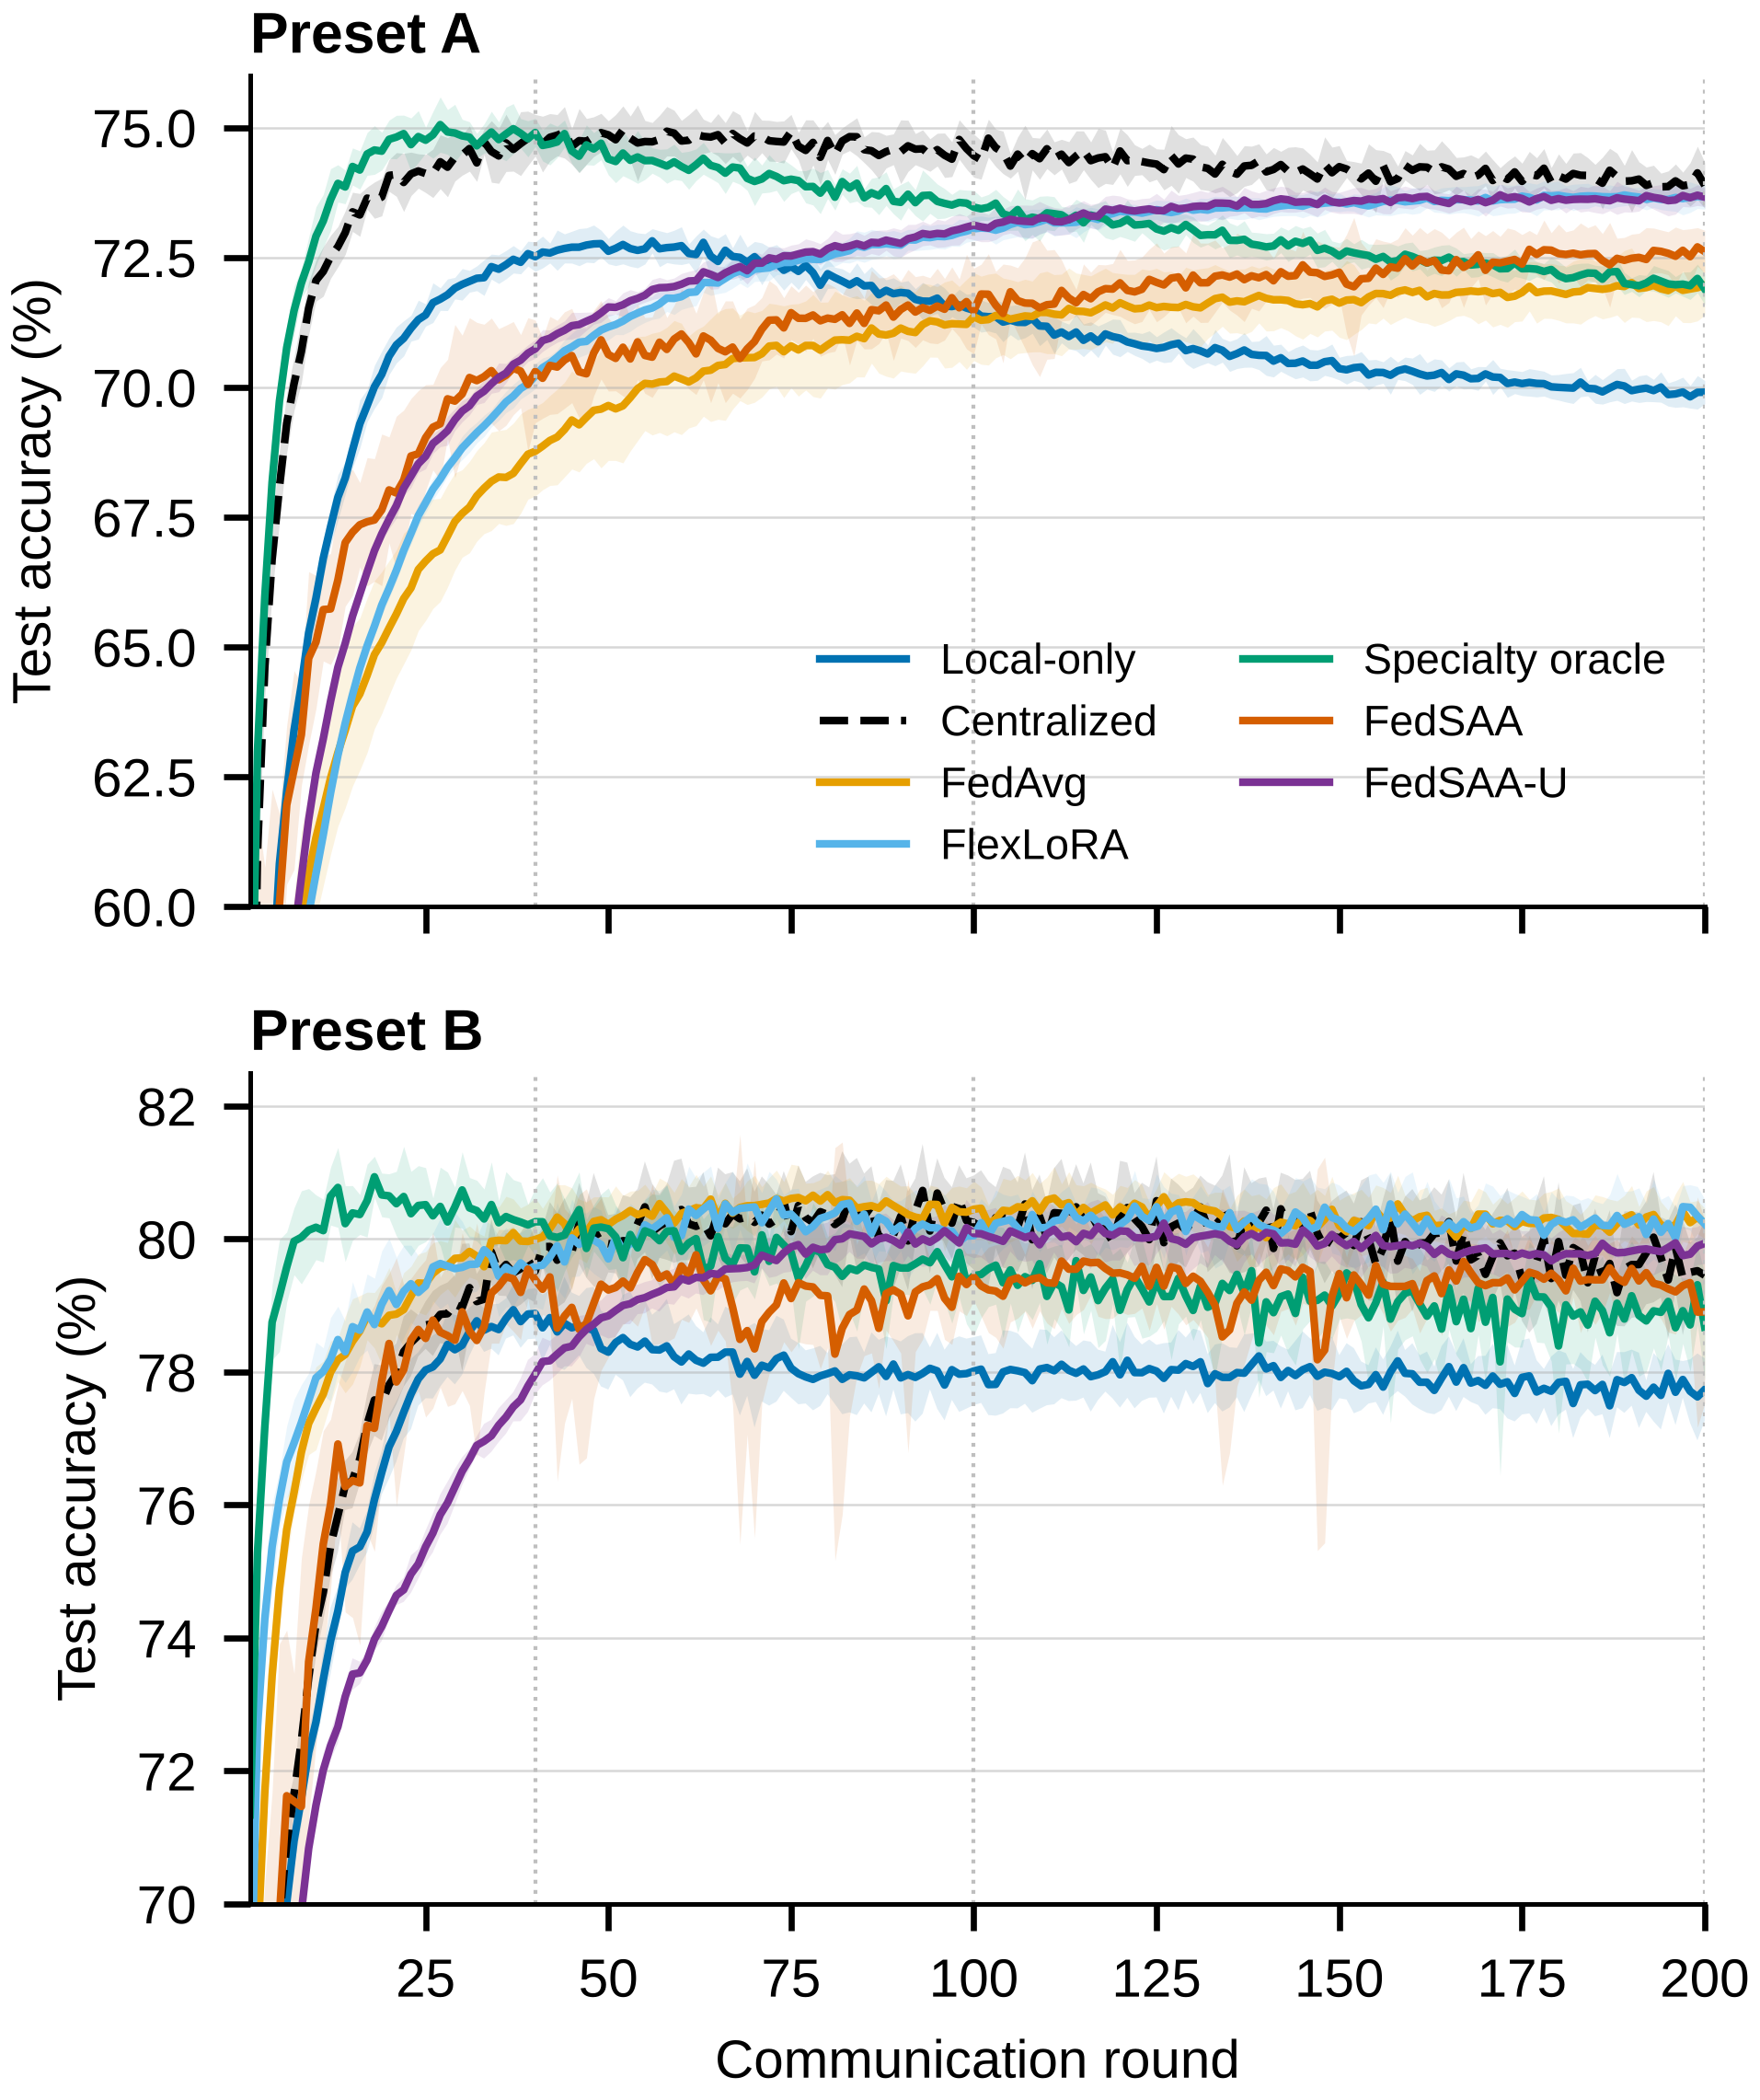 Preset A
Test accuracy (%)
75.0
72.5
70.0
67.5
65.0
62.5
60.0
Local-only
Centralized
FedAvg
FlexLoRA
Specialty oracle
FedSAA
FedSAA-U
Preset B
Test accuracy (%)
82
80
78
76
74
72
70
25 50 75 100 125 150 175 200
Communication round